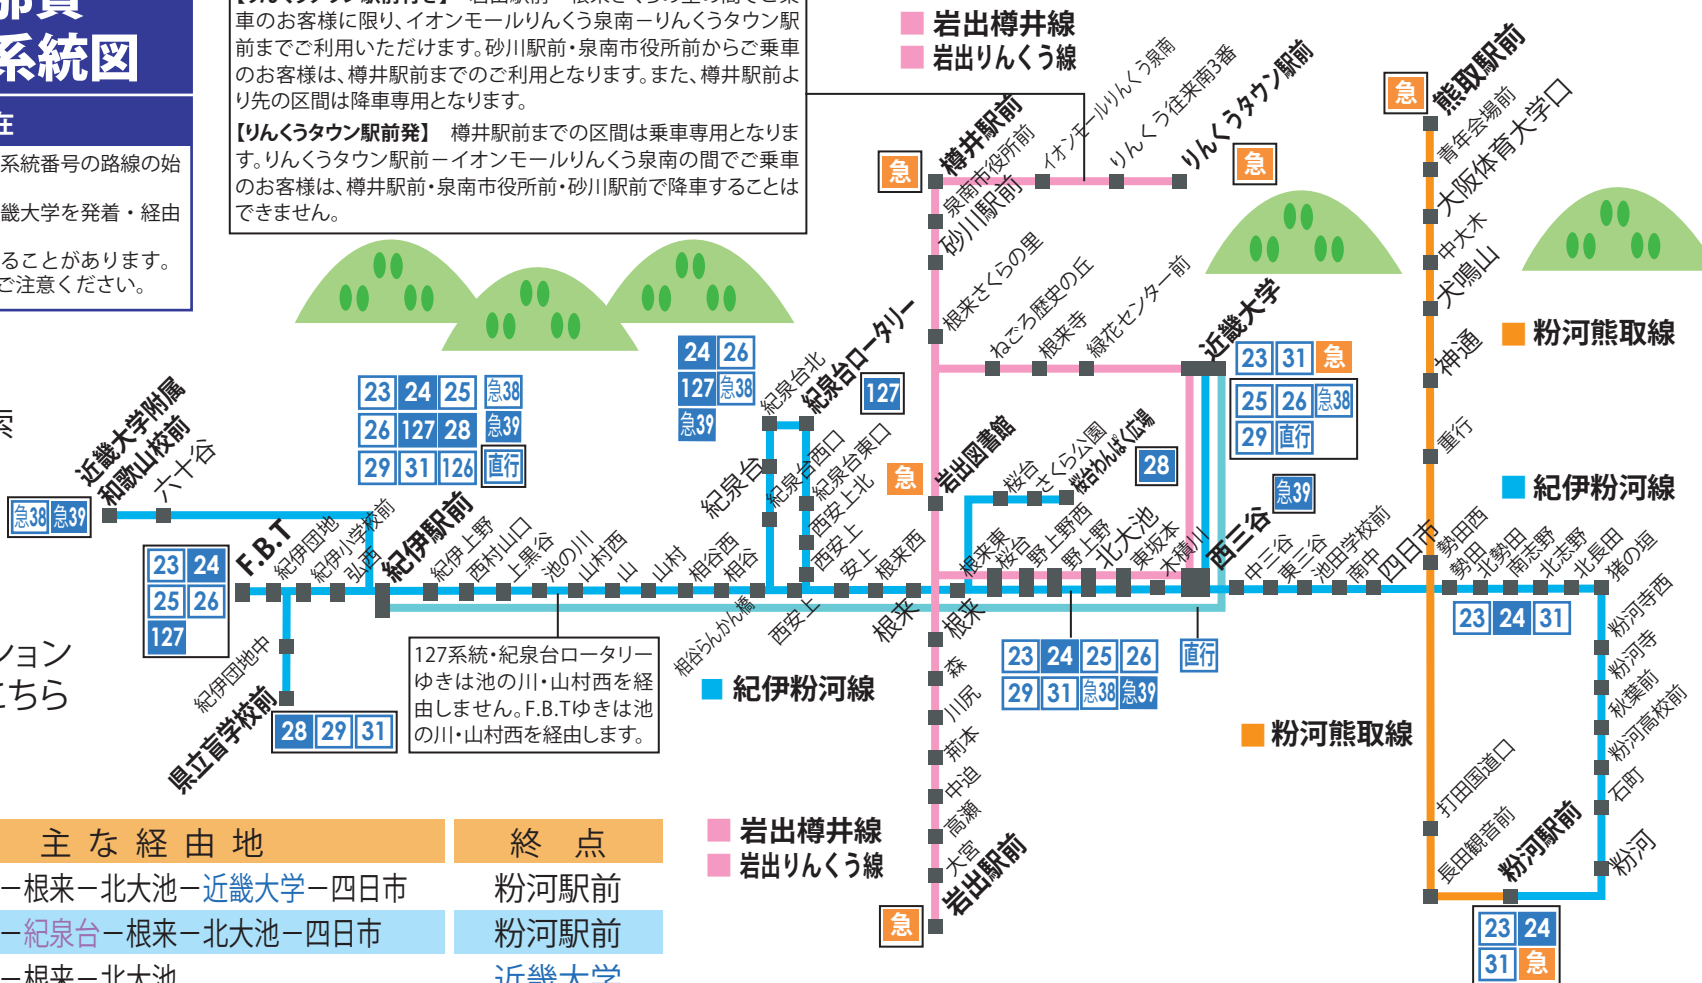 那賀
系統図
在
系統番号の路線の始
畿大学を発着・経由
ることがあります。
ご注意ください。
索
ション
こちら
車のお客様に限り、イオンモールりんくう泉南ーりんくうタウン駅
前までご利用いただけます。砂川駅前・泉南市役所前からご乗車
のお客様は、樽井駅前までのご利用となります。また、樽井駅前よ
り先の区間は降車専用となります。
【りんくうタウン駅前発】 樽井駅前までの区間は乗車専用となりま
す。りんくうタウン駅前ーイオンモールりんくう泉南の間でご乗車
のお客様は、樽井駅前・泉南市役所前・砂川駅前で降車することは
できません。
岩出樽井線
岩出りんくう線
急
樽井駅前
泉南市役所前
砂川駅前
イオンモールりんくう泉南
りんくう往来南3番
りんくうタウン駅前
急
根来さくらの里
ねごろ歴史の丘
根来寺
緑花センター前
近畿大学
23 31 急
25 26 急38
29 直行
急
熊取駅前
青年会場前
大阪体育大学口
中大木
犬鳴山
神通
重行
粉河熊取線
紀伊粉河線
近畿大学附属
和歌山校前
六十谷
急38 急39
23 24 25 急38
26 127 28 急39
29 31 126 直行
24 26
127 急38
急39
紀泉台北
紀泉台ロータリー
127
紀泉台
紀泉台西口
紀泉台東口
西安上北
西安上
急
岩出図書館
桜台
さくら公園
桜台わんぱく広場
28
急39
23 24
25 26
127
F.B.T
紀伊団地
紀伊小学校前
弘西
紀伊駅前
紀伊上野
西村山口
上黒谷
池の川
山村西
山
山村
相谷西
相谷
相谷らんかん橋
西安上
安上
根来西
根来
根来
根来東
桜台
野上野西
野上野
北大池
東坂本
木積川
西三谷
中三谷
東三谷
池田学校前
南中
四日市
勢田西
勢田
北勢田
南志野
北志野
北長田
猪の垣
粉河寺西
粉河寺
秋葉前
粉河高校前
石町
粉河
23 24 31
紀伊団地中
県立盲学校前
28 29 31
127系統・紀泉台ロータリー
ゆきは池の川・山村西を経
由しません。F.B.Tゆきは池
の川・山村西を経由します。
紀伊粉河線
23 24 25 26
29 31 急38 急39
直行
森
川尻
荊本
中迫
高瀬
大宮
岩出駅前
急
岩出樽井線
岩出りんくう線
粉河熊取線
打田国道口
長田観音前
粉河駅前
23 24
31 急
主な経由地 終点
ー根来ー北大池ー近畿大学ー四日市 粉河駅前
ー紀泉台ー根来ー北大池ー四日市 粉河駅前
ー根来ー北大池 近畿大学